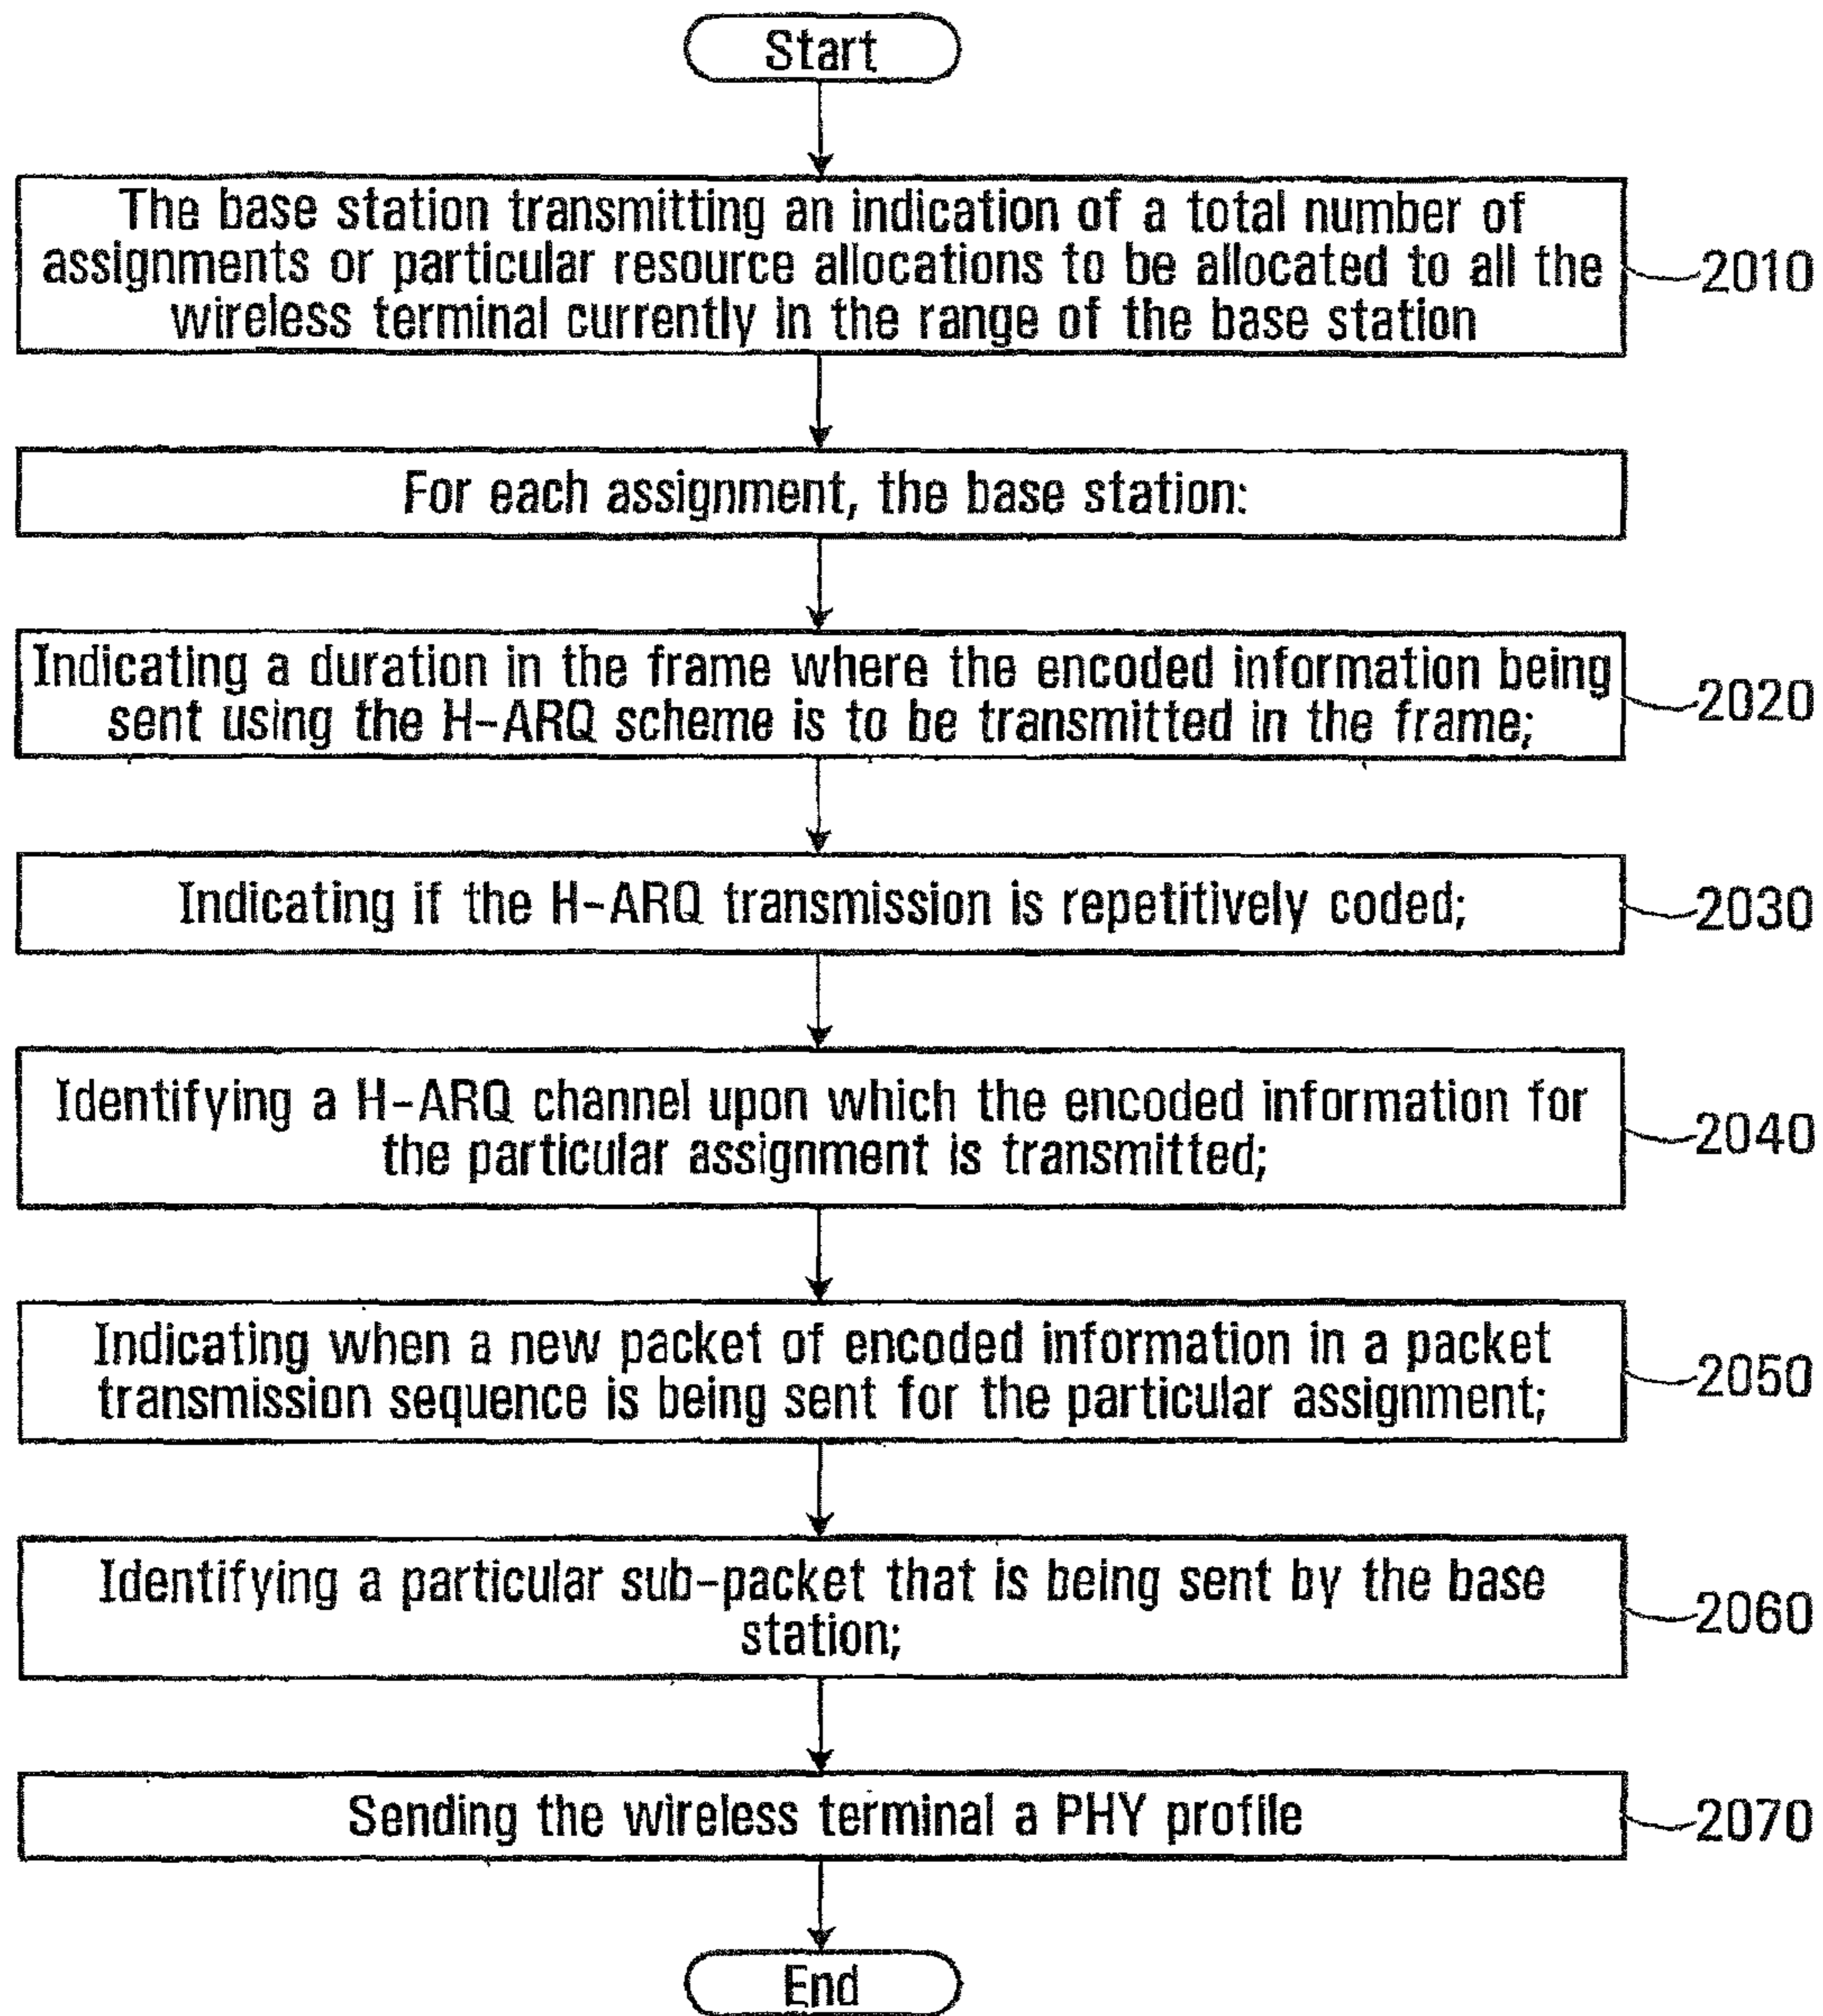 Start
The base station transmitting an indication of a total number of
assignments or particular resource allocations to be allocated to all the
wireless terminal currently in the range of the base station
2010
For each assignment, the base station:
Indicating a duration in the frame where the encoded information being
sent using the H-ARQ scheme is to be transmitted in the frame;
2020
Indicating if the H-ARQ transmission is repetitively coded;
2030
Identifying a H-ARQ channel upon which the encoded information for
the particular assignment is transmitted;
2040
Indicating when a new packet of encoded information in a packet
transmission sequence is being sent for the particular assignment;
2050
Identifying a particular sub-packet that is being sent by the base
station;
2060
Sending the wireless terminal a PHY profile
2070
End